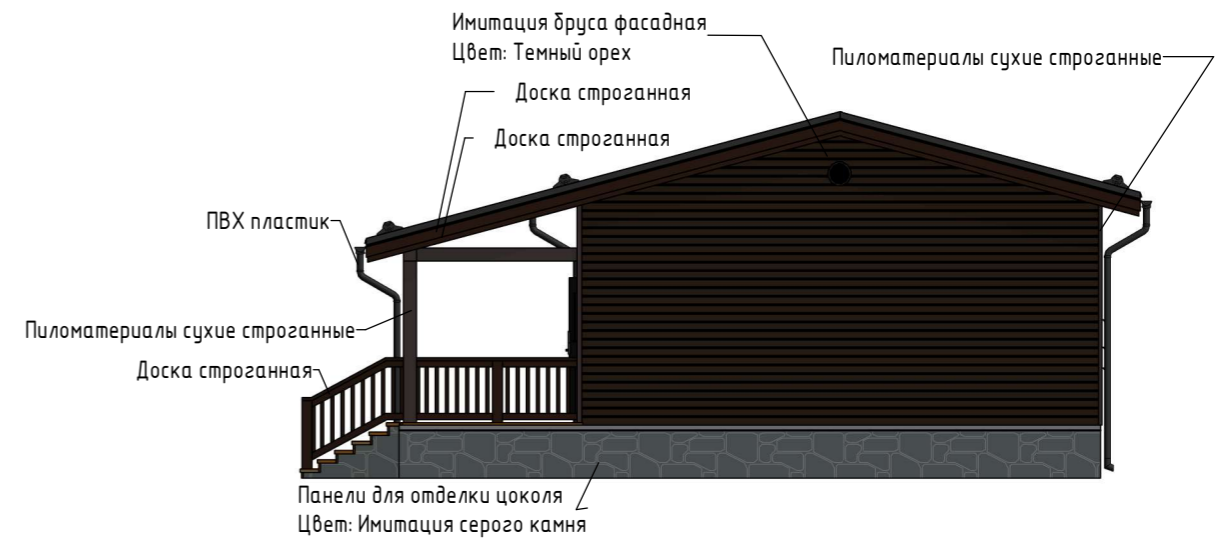 Имитация бруса фасадная
Цвет: Темный орех
Пиломатериалы сухие строганные
Доска строганная
Доска строганная
ПВХ пластик
Пиломатериалы сухие строганные
Доска строганная
Панели для отделки цоколя
Цвет: Имитация серого камня